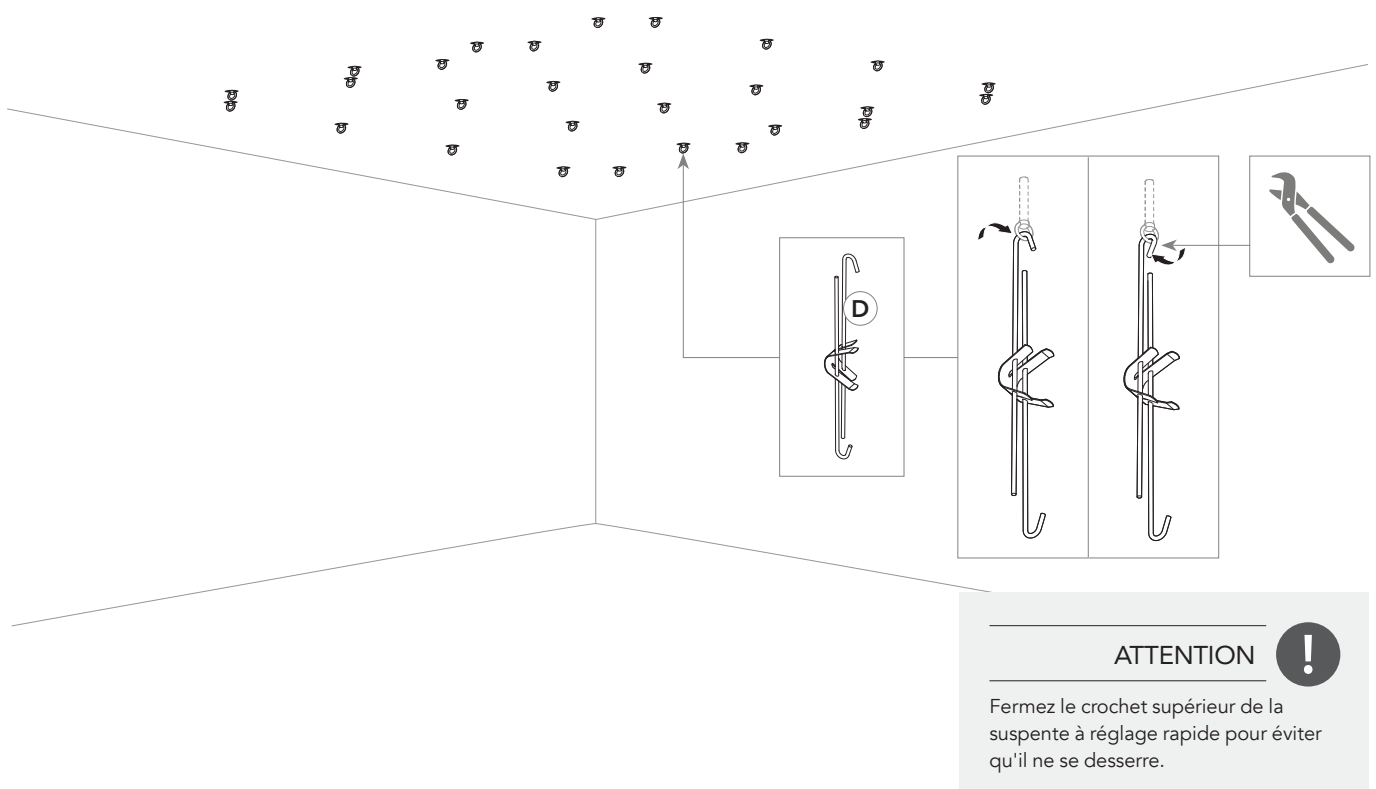 D
ATTENTION
!
Fermez le crochet supérieur de la
suspente à réglage rapide pour éviter
qu'il ne se desserre.